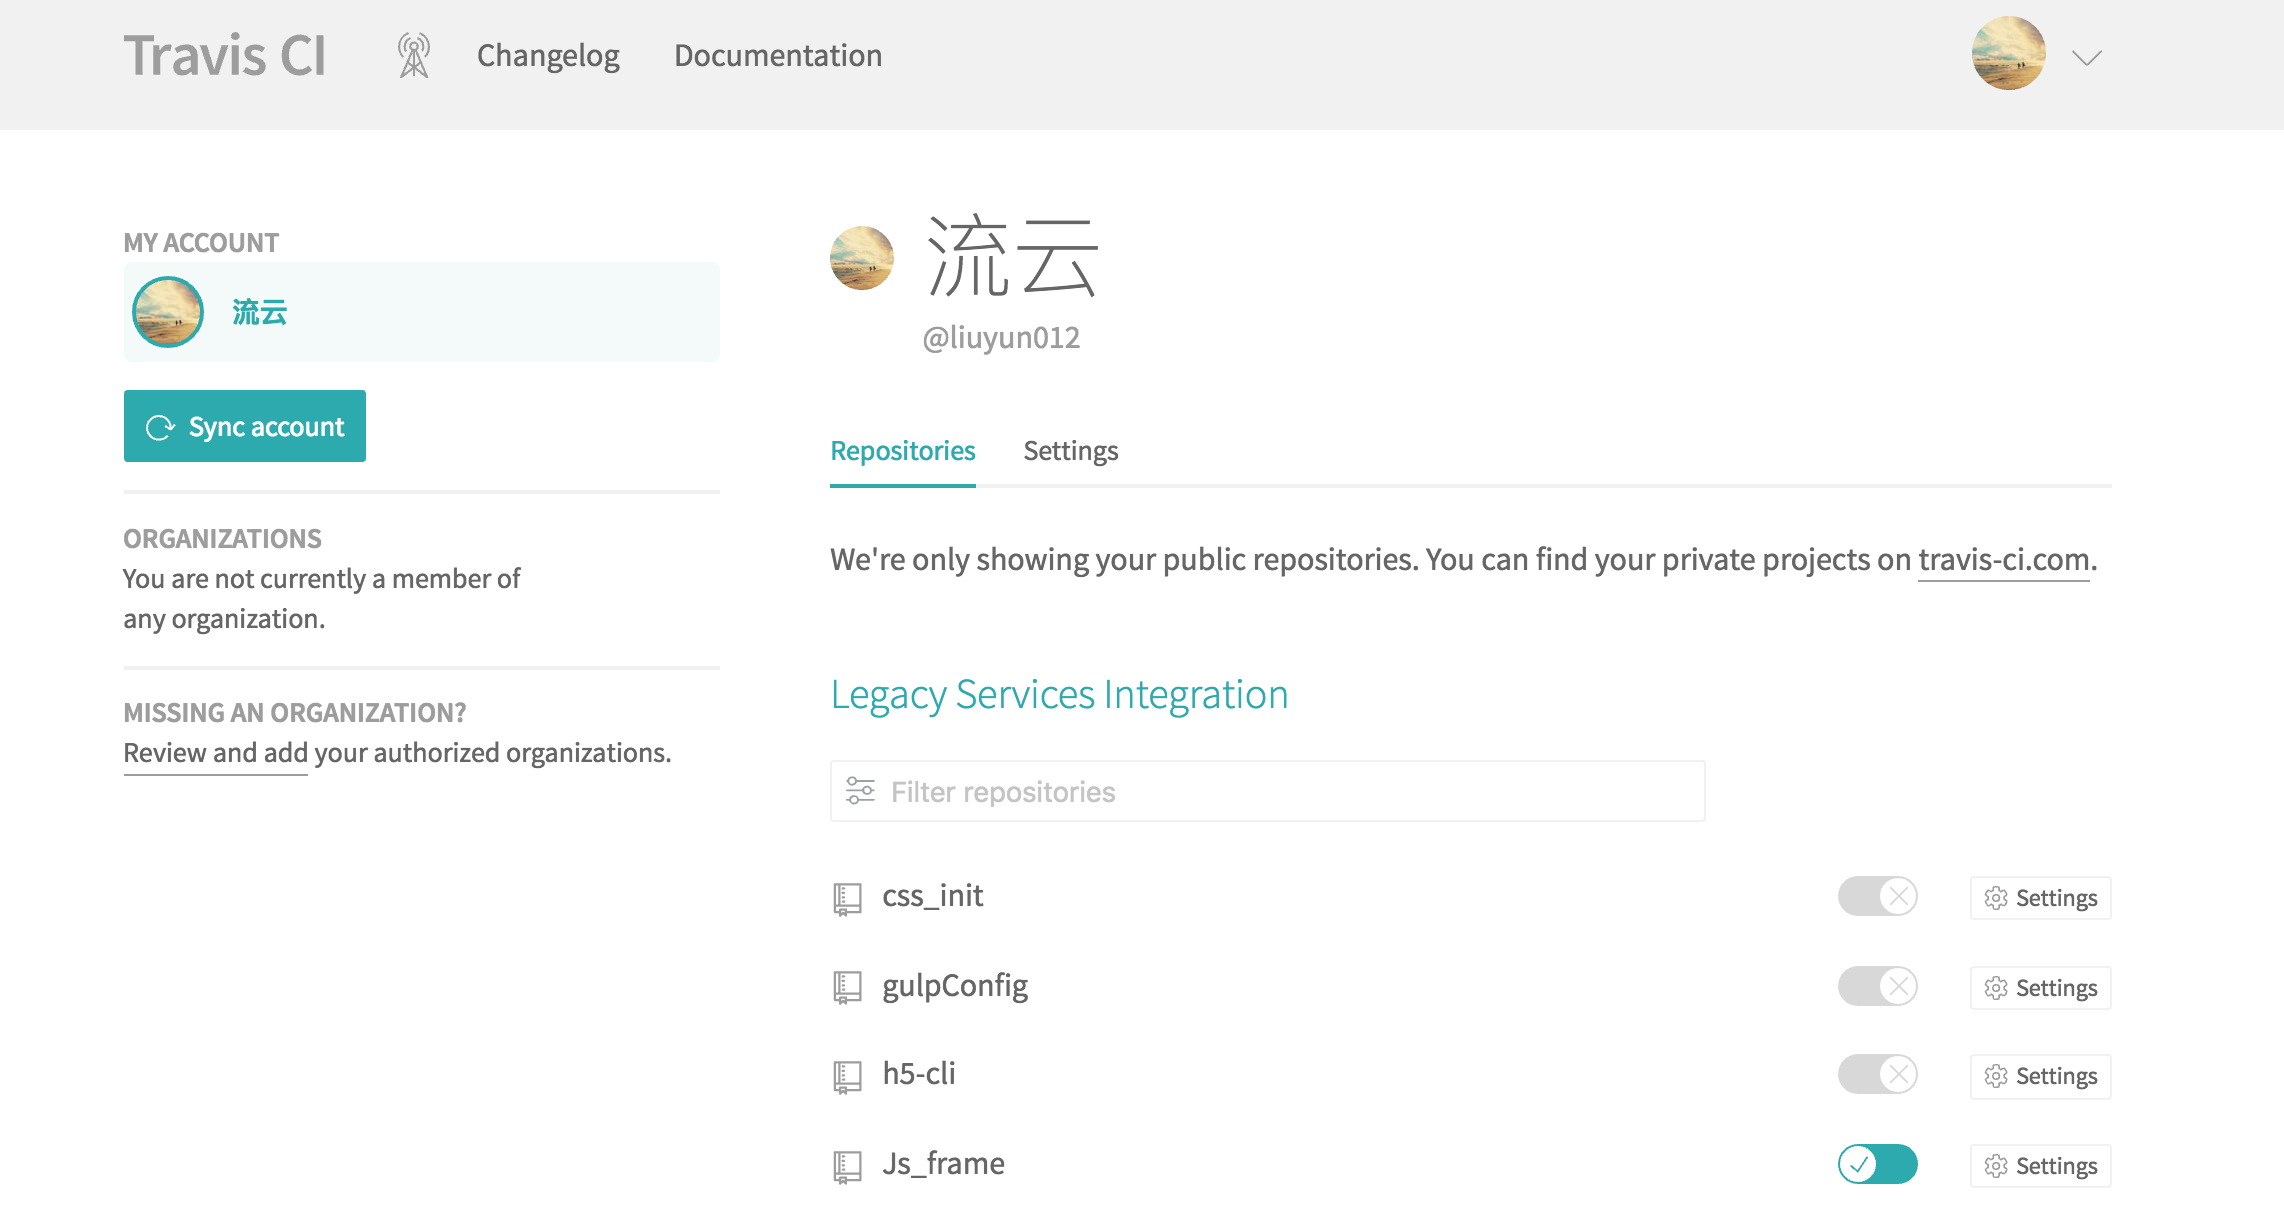 Travis CI
Changelog
Documentation
MY ACCOUNT
流云
Sync account
ORGANIZATIONS
You are not currently a member of
any organization.
MISSING AN ORGANIZATION?
Review and add your authorized organizations.
流云
@liuyun012
Repositories
Settings
We're only showing your public repositories. You can find your private projects on travis-ci.com.
Legacy Services Integration
Filter repositories
css_init
Settings
gulpConfig
Settings
h5-cli
Settings
Js_frame
Settings